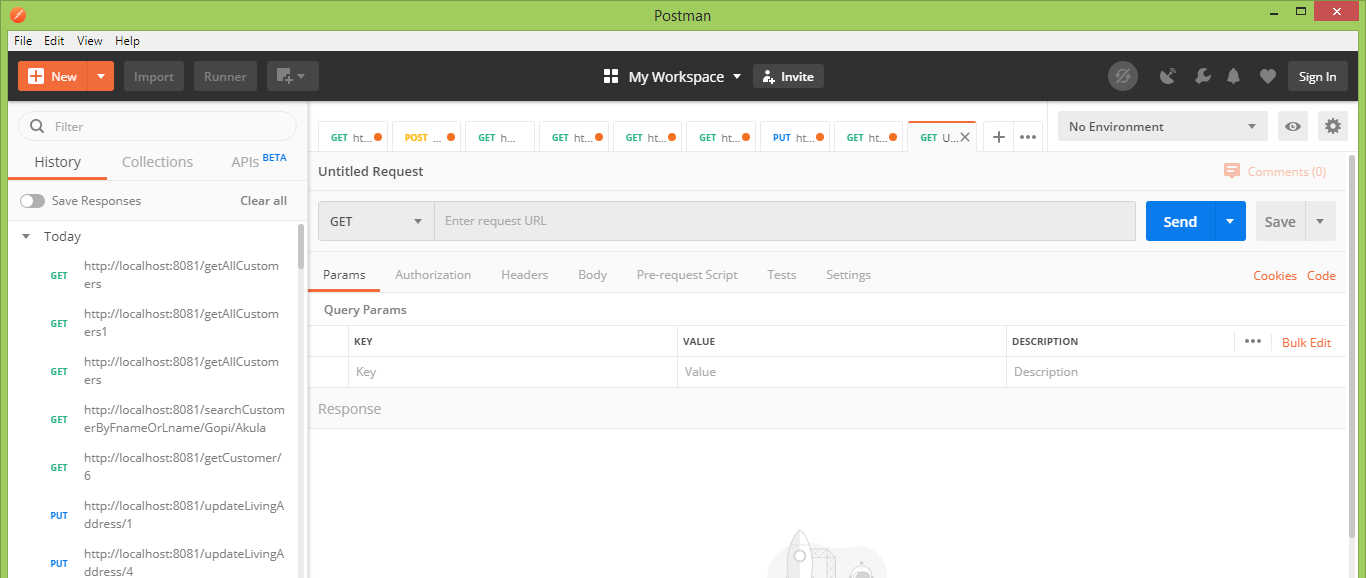 Postman
File Edit View Help
New Import Runner My Workspace Invite Sign In
Filter
History Collections APIs BETA
Save Responses Clear all
Today
GET http://localhost:8081/getAllCustom
ers
GET http://localhost:8081/getAllCustom
ers1
GET http://localhost:8081/getAllCustom
ers
GET http://localhost:8081/searchCustom
erByFnameOrLname/Gopi/Akula
GET http://localhost:8081/getCustomer/
6
PUT http://localhost:8081/updateLivingA
ddress/1
PUT http://localhost:8081/updateLivingA
ddress/4
GET ht... POST ... GET h... GET ht... GET ht... GET ht... PUT ht... GET ht... GET U...
No Environment
Untitled Request Comments (0)
GET Enter request URL Send Save
Params Authorization Headers Body Pre-request Script Tests Settings Cookies Code
Query Params
KEY VALUE DESCRIPTION ••• Bulk Edit
Key Value Description
Response